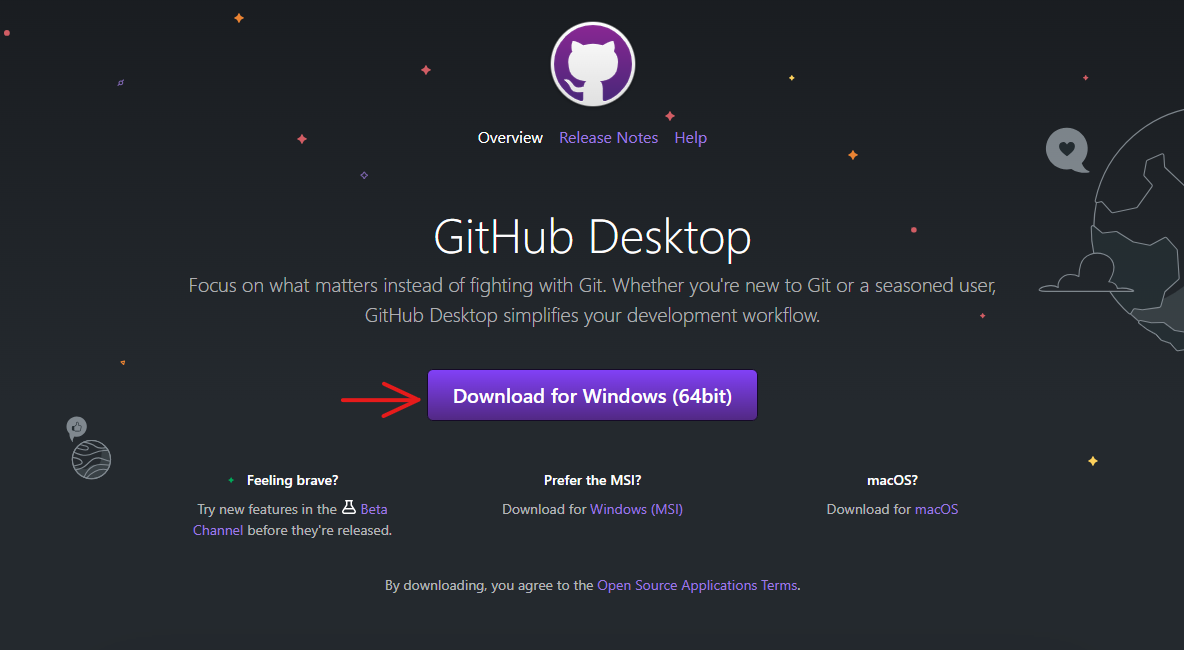 Overview Release Notes Help
GitHub Desktop
Focus on what matters instead of fighting with Git. Whether you're new to Git or a seasoned user,
GitHub Desktop simplifies your development workflow.
Download for Windows (64bit)
Feeling brave?
Try new features in the Beta
Channel before they're released.
Prefer the MSI?
Download for Windows (MSI)
macOS?
Download for macOS
By downloading, you agree to the Open Source Applications Terms.